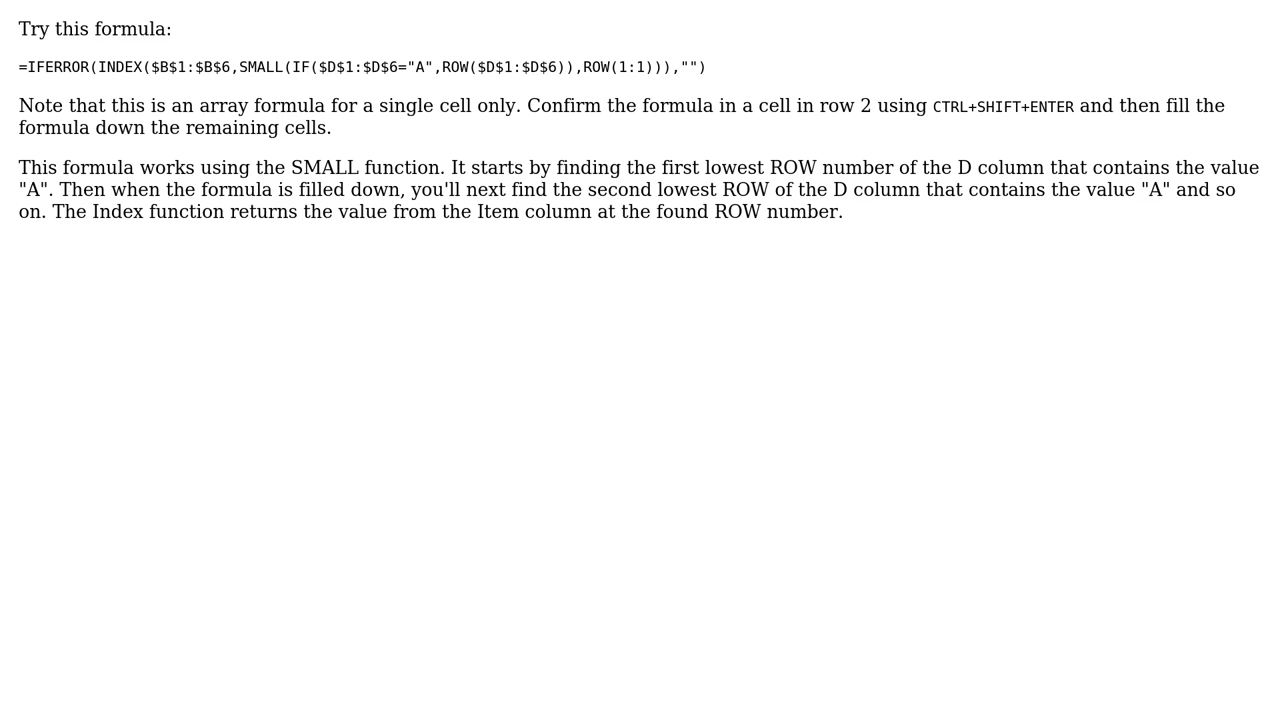 Try this formula:
=IFERROR(INDEX($B$1:$B$6,SMALL(IF($D$1:$D$6="A",ROW($D$1:$D$6)),ROW(1:1))),"")
Note that this is an array formula for a single cell only. Confirm the formula in a cell in row 2 using CTRL+SHIFT+ENTER and then fill the
formula down the remaining cells.
This formula works using the SMALL function. It starts by finding the first lowest ROW number of the D column that contains the value
"A". Then when the formula is filled down, you'll next find the second lowest ROW of the D column that contains the value "A" and so
on. The Index function returns the value from the Item column at the found ROW number.